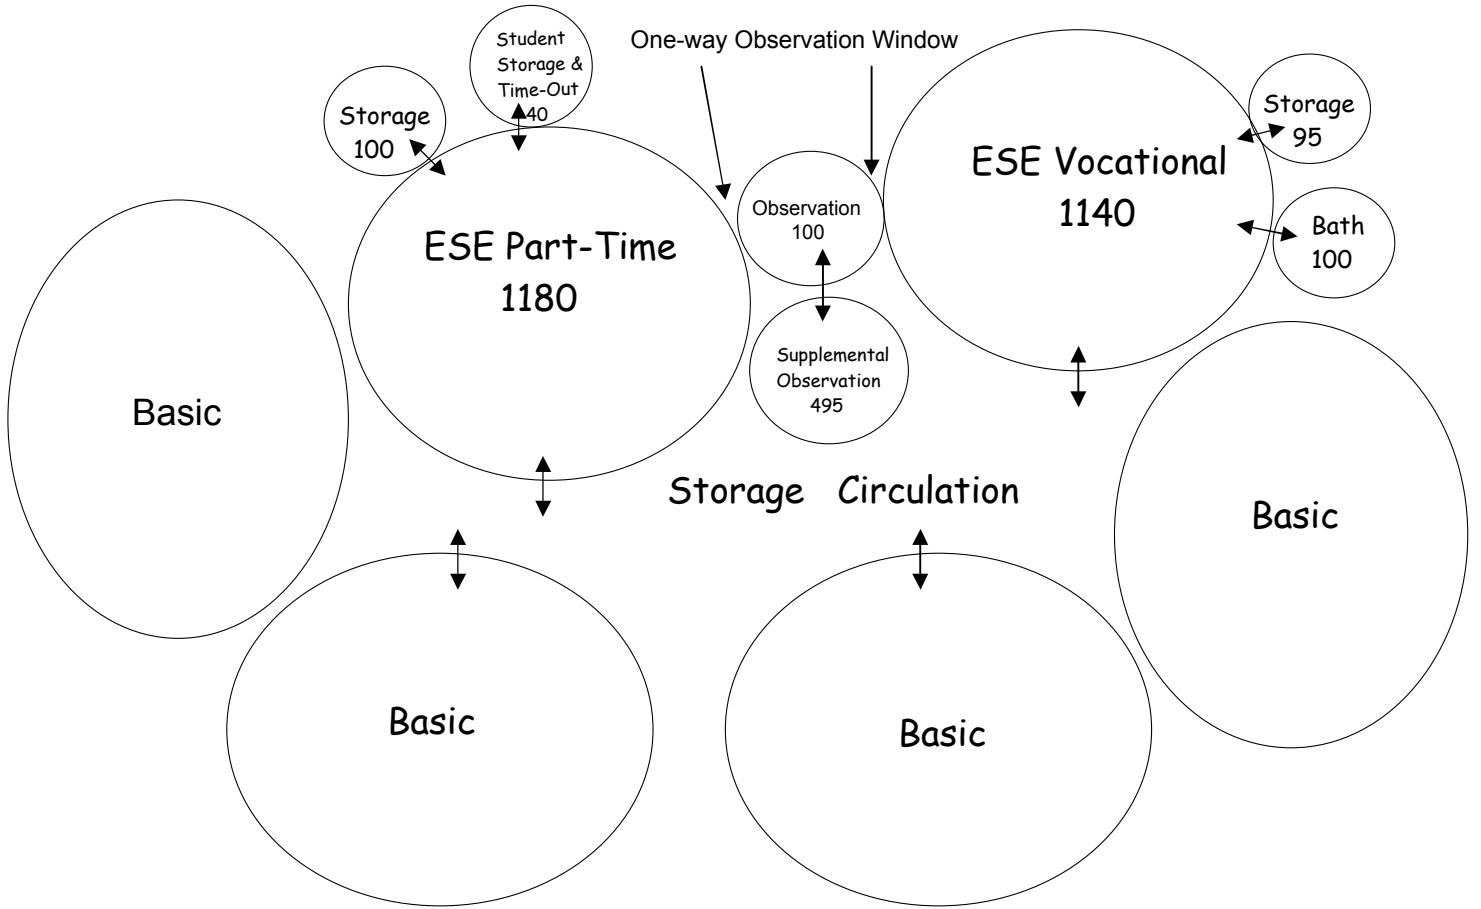 Student
Storage &
Time-Out
40
One-way Observation Window
Storage
100
Storage
95
ESE Vocational
1140
Observation
100
Bath
100
ESE Part-Time
1180
Supplemental
Observation
495
Basic
Storage Circulation
Basic
Basic
Basic